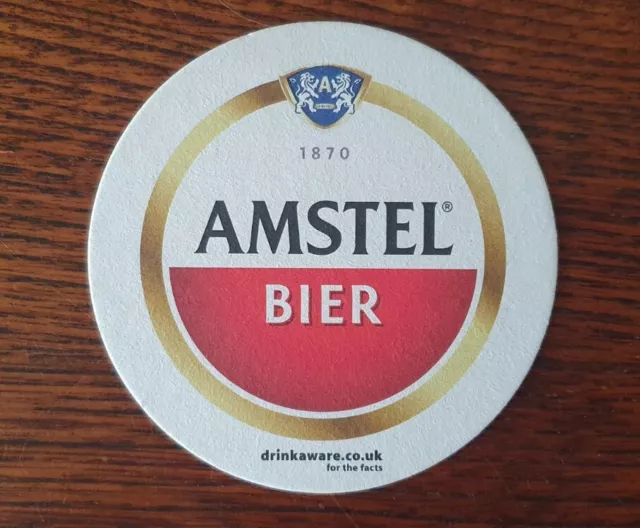 A
1870
AMSTEL®
BIER
drinkaware.co.uk
for the facts